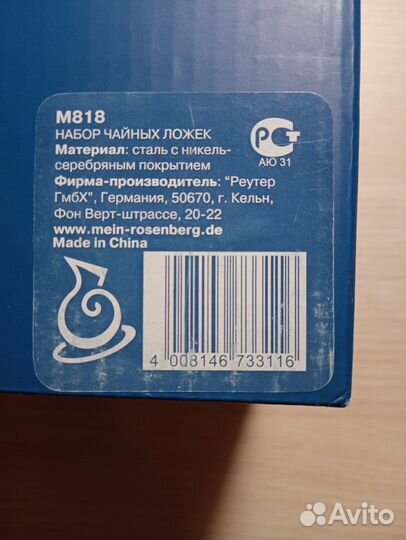 M818
НАБОР ЧАЙНЫХ ЛОЖЕК
Материал: сталь с никель-
серебряным покрытием
Фирма-производитель: "Реутер
ГмбХ", Германия, 50670, г. Кельн,
Фон Верт-штрассе, 20-22
www.mein-rosenberg.de
Made in China
РСТ
АЮ 31
4 008146 733116
Avito